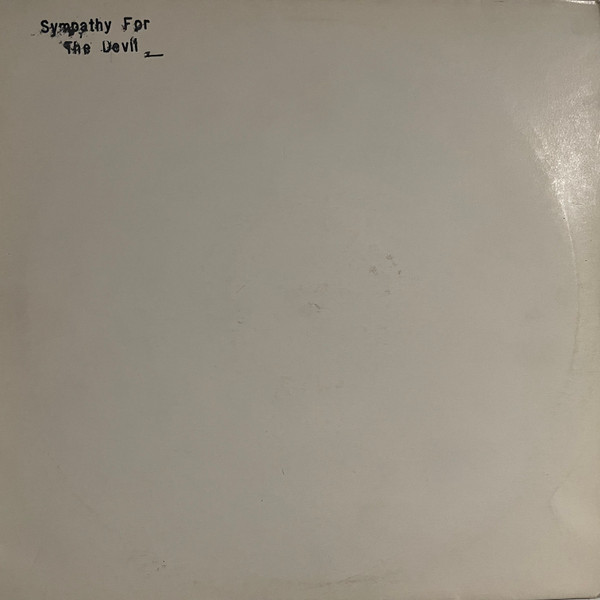 Sympathy For
The Devil